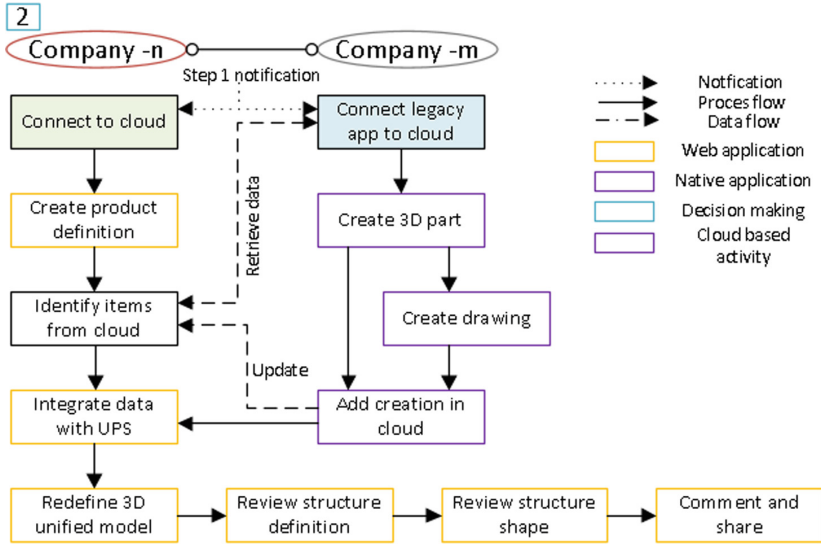 2
Company -n
Company -m
Step 1 notification
Connect to cloud
Connect legacy
app to cloud
Notfication
Proces flow
Data flow
Web application
Native application
Decision making
Cloud based
activity
Create product
definition
Create 3D part
Retrieve data
Identify items
from cloud
Create drawing
Update
Integrate data
with UPS
Add creation in
cloud
Redefine 3D
unified model
Review structure
definition
Review structure
shape
Comment and
share